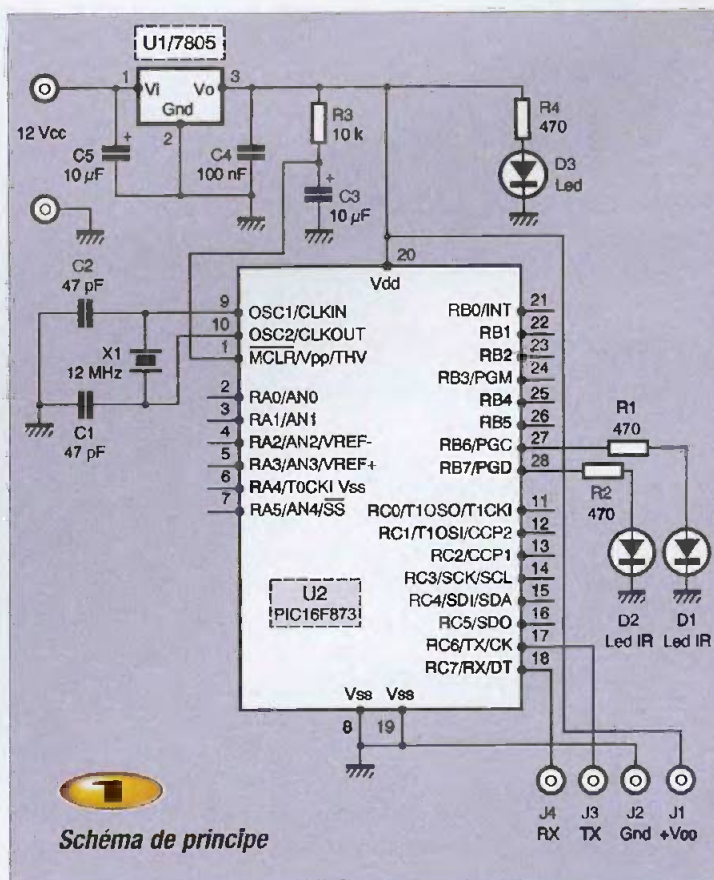 U1/7805
1
3
Vi
Vo
Gnd
2
12 Vcc
C5
10 µF
C4
100 nF
R3
10 k
C3
10 µF
R4
470
D3
Led
C2
47 pF
X1
12 MHz
C1
47 pF
20
Vdd
9
OSC1/CLKIN
10
OSC2/CLKOUT
1
MCLR/Vpp/THV
2
RA0/AN0
3
RA1/AN1
4
RA2/AN2/VREF-
5
RA3/AN3/VREF+
6
RA4/T0CKI Vss
7
RA5/AN4/SS
RB0/INT
21
RB1
22
RB2
23
RB3/PGM
24
RB4
25
RB5
26
RB6/PGC
27
RB7/PGD
28
RC0/T1OSO/T1CKI
11
RC1/T1OSI/CCP2
12
RC2/CCP1
13
RC3/SCK/SCL
14
RC4/SDI/SDA
15
RC5/SDO
16
RC6/TX/CK
17
RC7/RX/DT
18
U2
PIC16F873
Vss
Vss
8
19
R1
470
R2
470
D2
Led IR
D1
Led IR
J4
RX
J3
TX
J2
Gnd
J1
+VDD
1
Schéma de principe